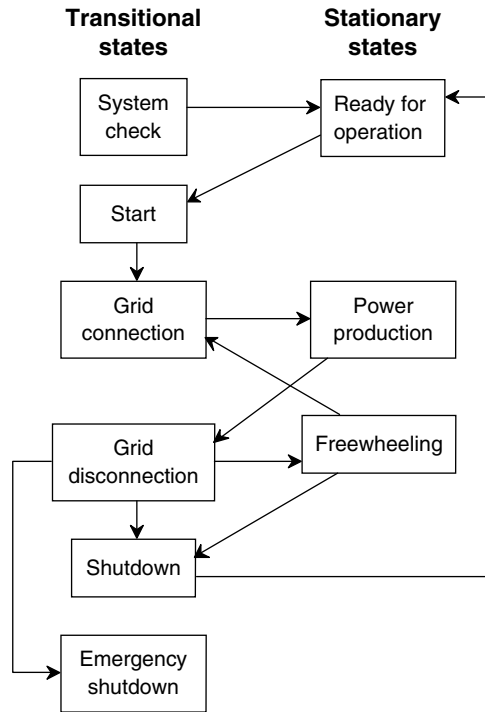 Transitional
states
Stationary
states
System
check
Ready for
operation
Start
Grid
connection
Power
production
Grid
disconnection
Freewheeling
Shutdown
Emergency
shutdown